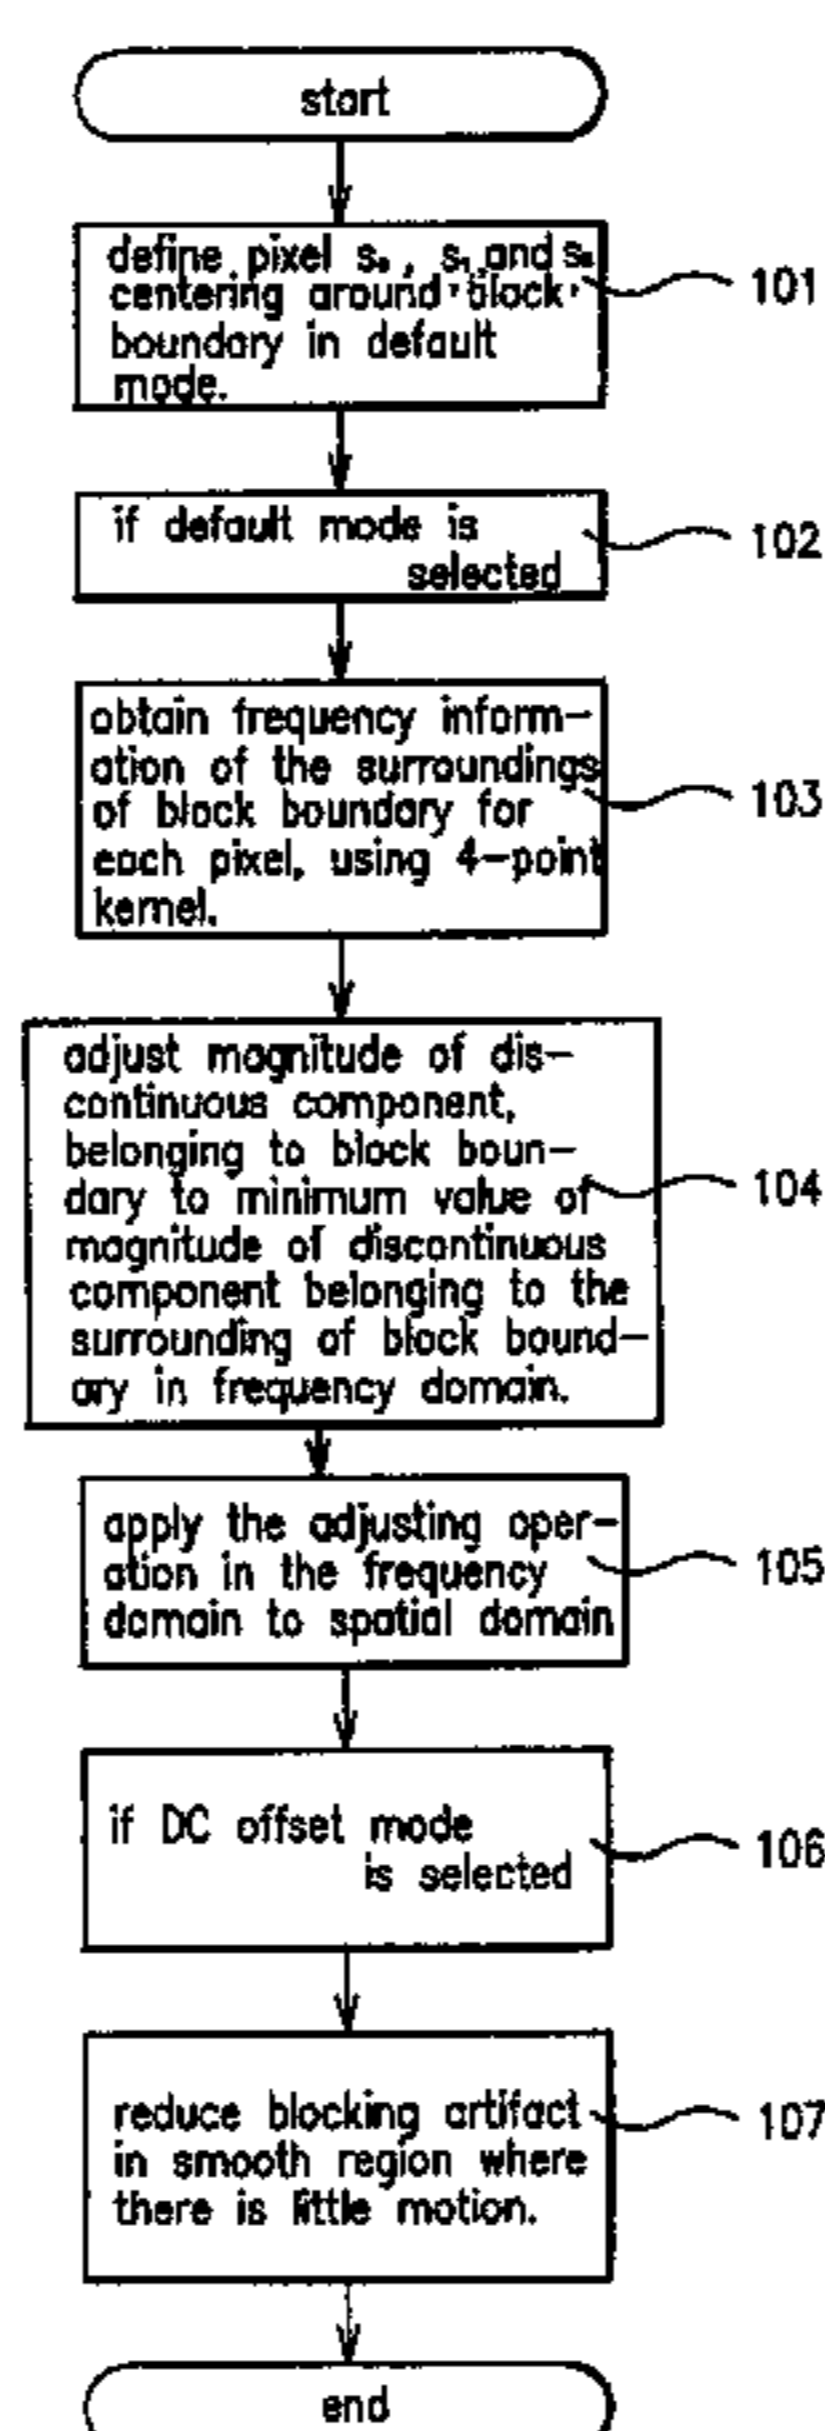 start
define pixel s₀, s₁ and s₂
centering around block
boundary in default
mode.
101
if default mode is
selected
102
obtain frequency inform-
ation of the surroundings
of block boundary for
each pixel, using 4-point
kernel.
103
adjust magnitude of dis-
continuous component,
belonging to block boun-
dary to minimum value of
magnitude of discontinuous
component belonging to the
surrounding of block bound-
ary in frequency domain.
104
apply the adjusting oper-
ation in the frequency
domain to spatial domain
105
if DC offset mode
is selected
106
reduce blocking artifact
in smooth region where
there is little motion.
107
end